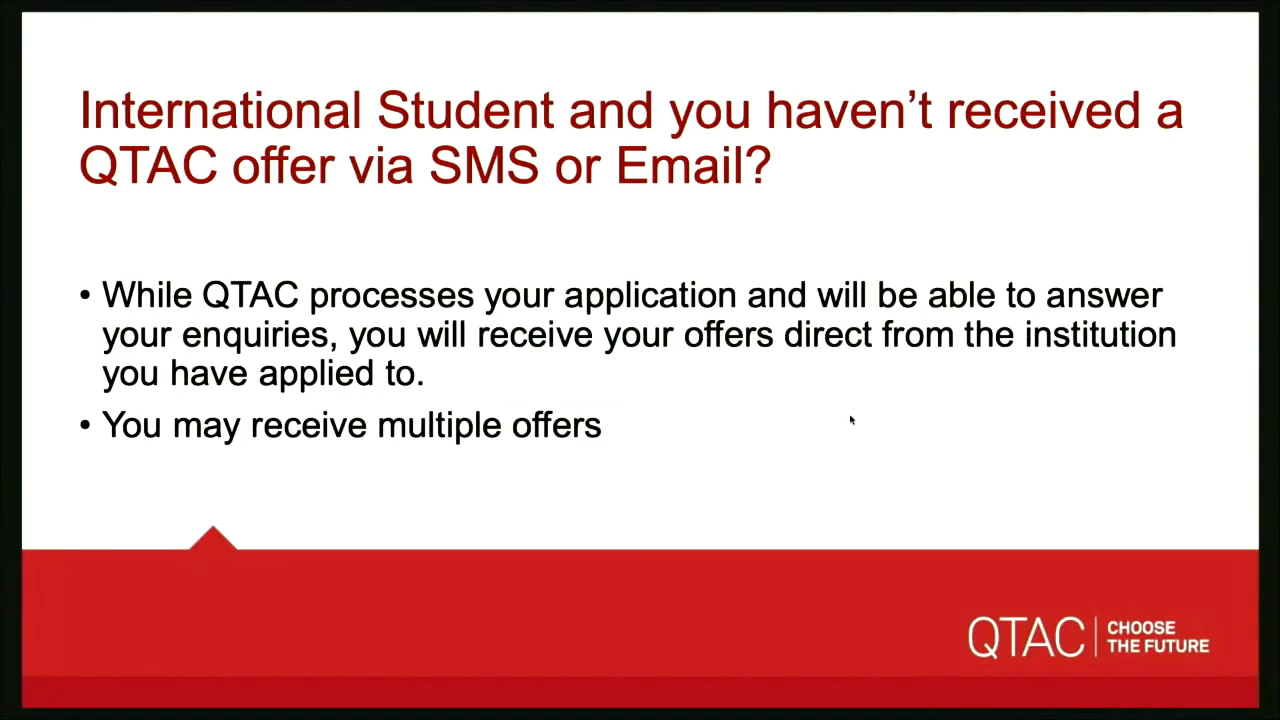 International Student and you haven’t received a
QTAC offer via SMS or Email?
• While QTAC processes your application and will be able to answer
your enquiries, you will receive your offers direct from the institution
you have applied to.
• You may receive multiple offers
QTAC | CHOOSE
THE FUTURE